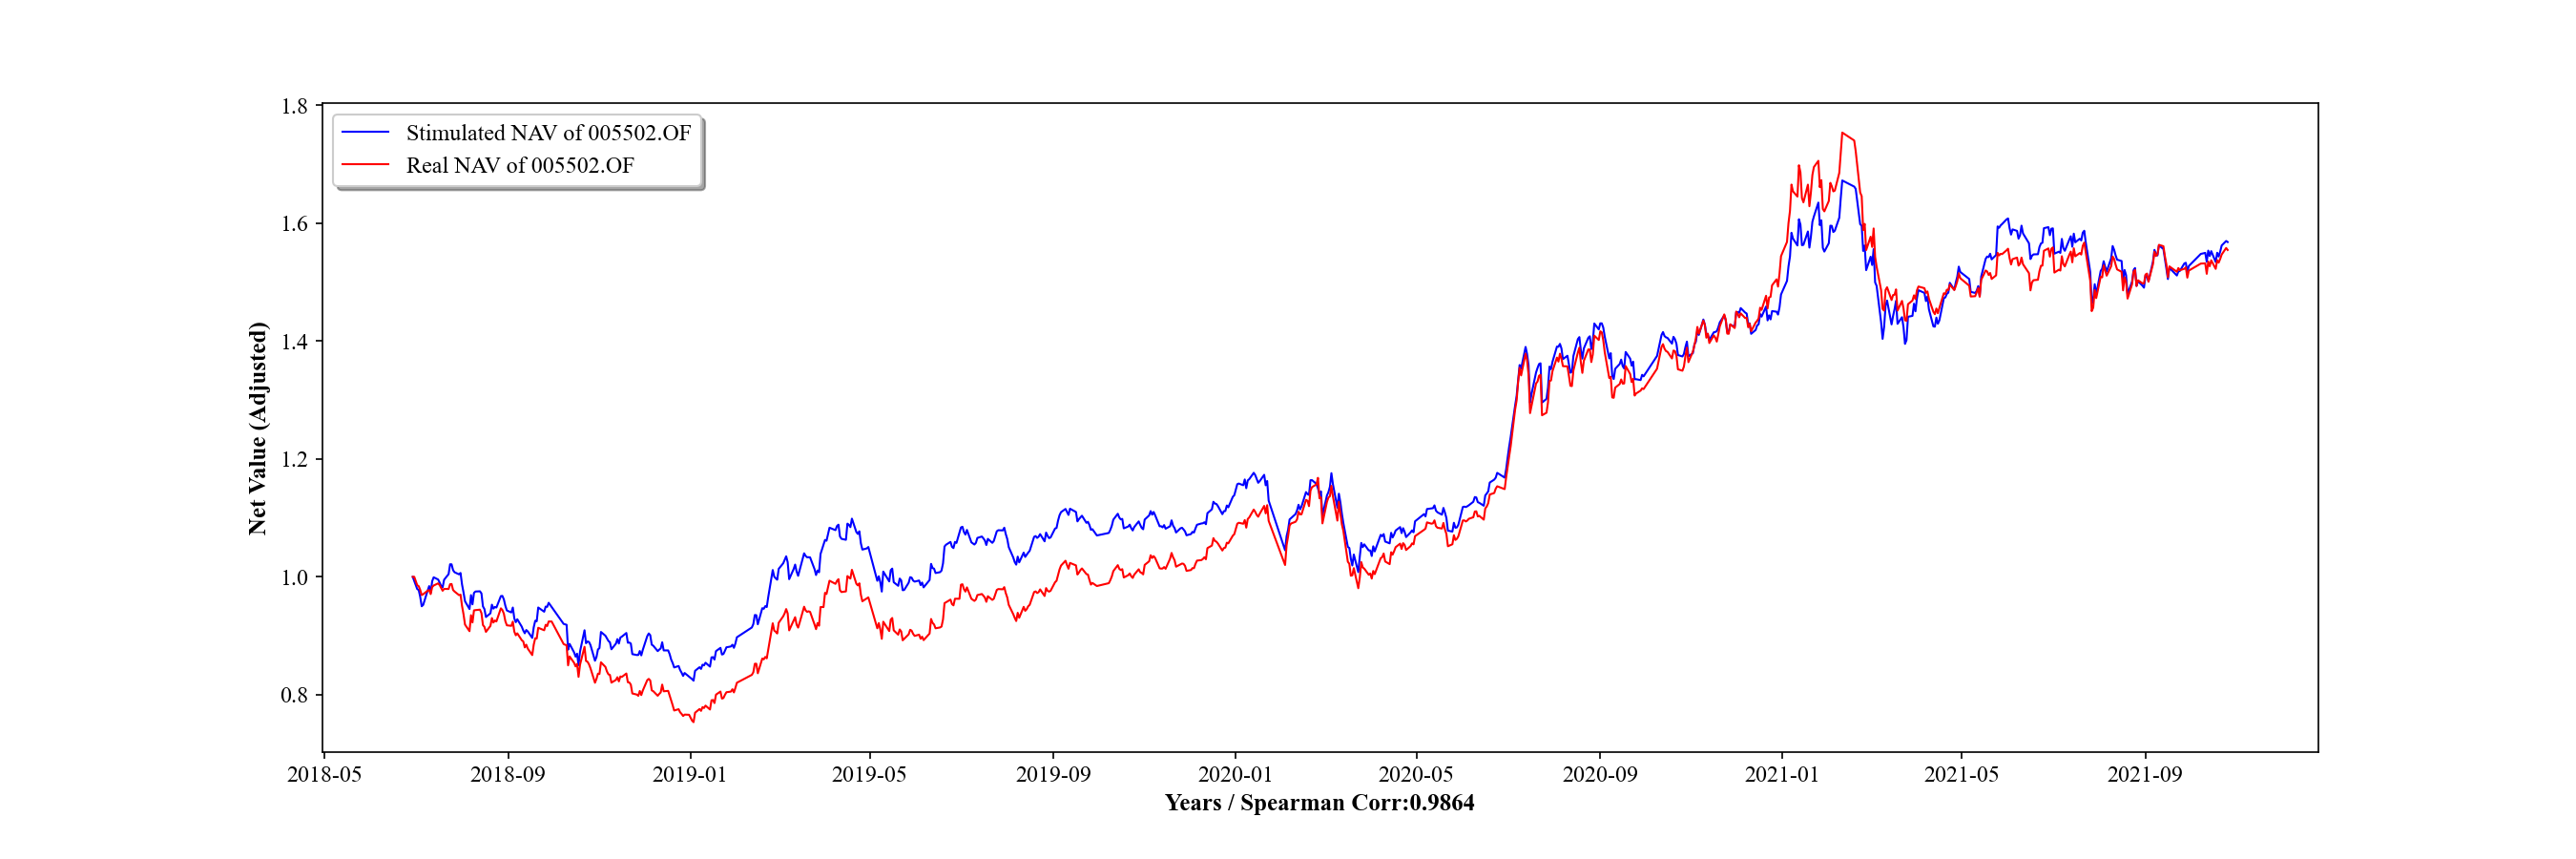 1.8
1.6
1.4
1.2
1.0
0.8
Net Value (Adjusted)
Stimulated NAV of 005502.OF
Real NAV of 005502.OF
2018-05 2018-09 2019-01 2019-05 2019-09 2020-01 2020-05 2020-09 2021-01 2021-05 2021-09
Years / Spearman Corr:0.9864